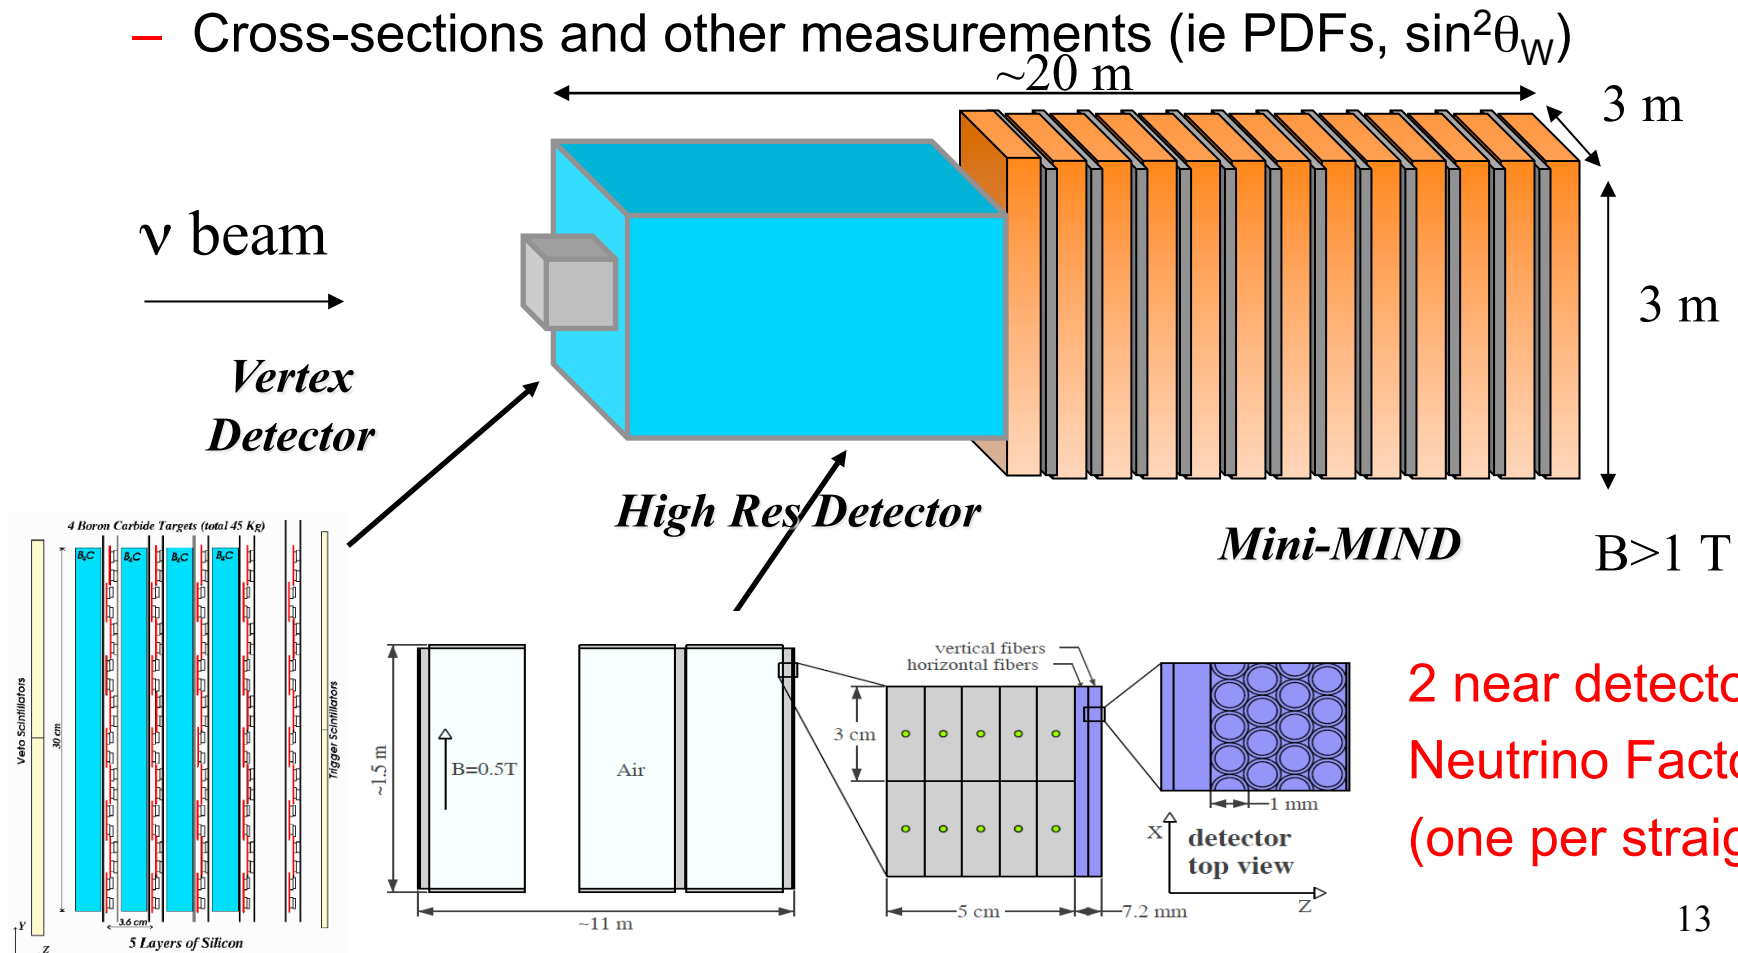 – Cross-sections and other measurements (ie PDFs, sin²θ_W)
~20 m
3 m
ν beam
3 m
Vertex
Detector
High Res Detector
Mini-MIND
B>1 T
4 Boron Carbide Targets (total 45 Kg)
B₄C B₄C B₄C B₄C
Veto Scintillators
30 cm
Trigger Scintillators
3.6 cm
5 Layers of Silicon
Y
Z
~1.5 m
B=0.5T
Air
~11 m
vertical fibers
horizontal fibers
3 cm
5 cm
7.2 mm
1 mm
X
detector
top view
Z
2 near detecto
Neutrino Facto
(one per straig
13